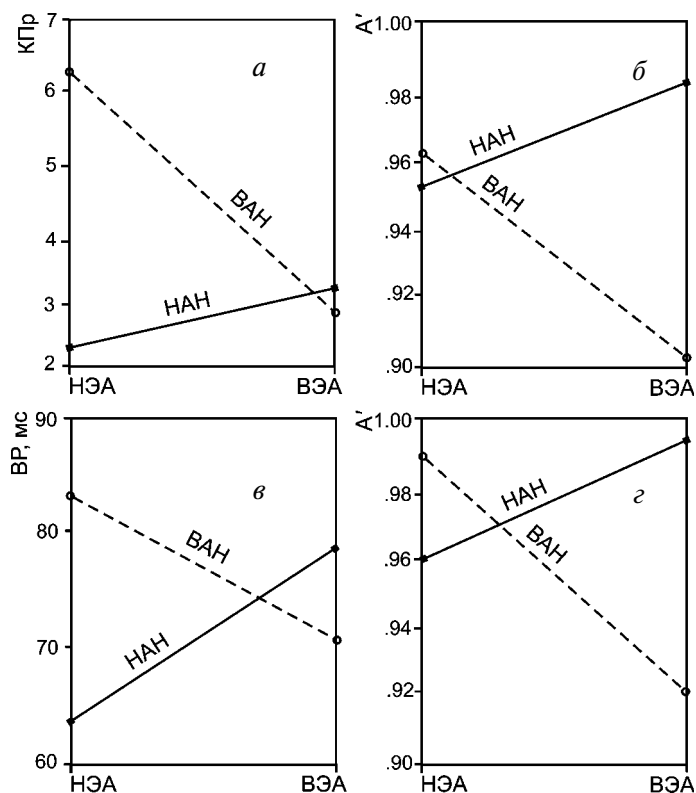 КПр
7
6
5
4
3
2
а
ВАН
НАН
НЭА
ВЭА
А′
1.00
.98
.96
.94
.92
.90
б
НАН
ВАН
НЭА
ВЭА
ВР, мс
90
80
70
60
в
ВАН
НАН
НЭА
ВЭА
А′
1.00
.98
.96
.94
.92
.90
г
НАН
ВАН
НЭА
ВЭА